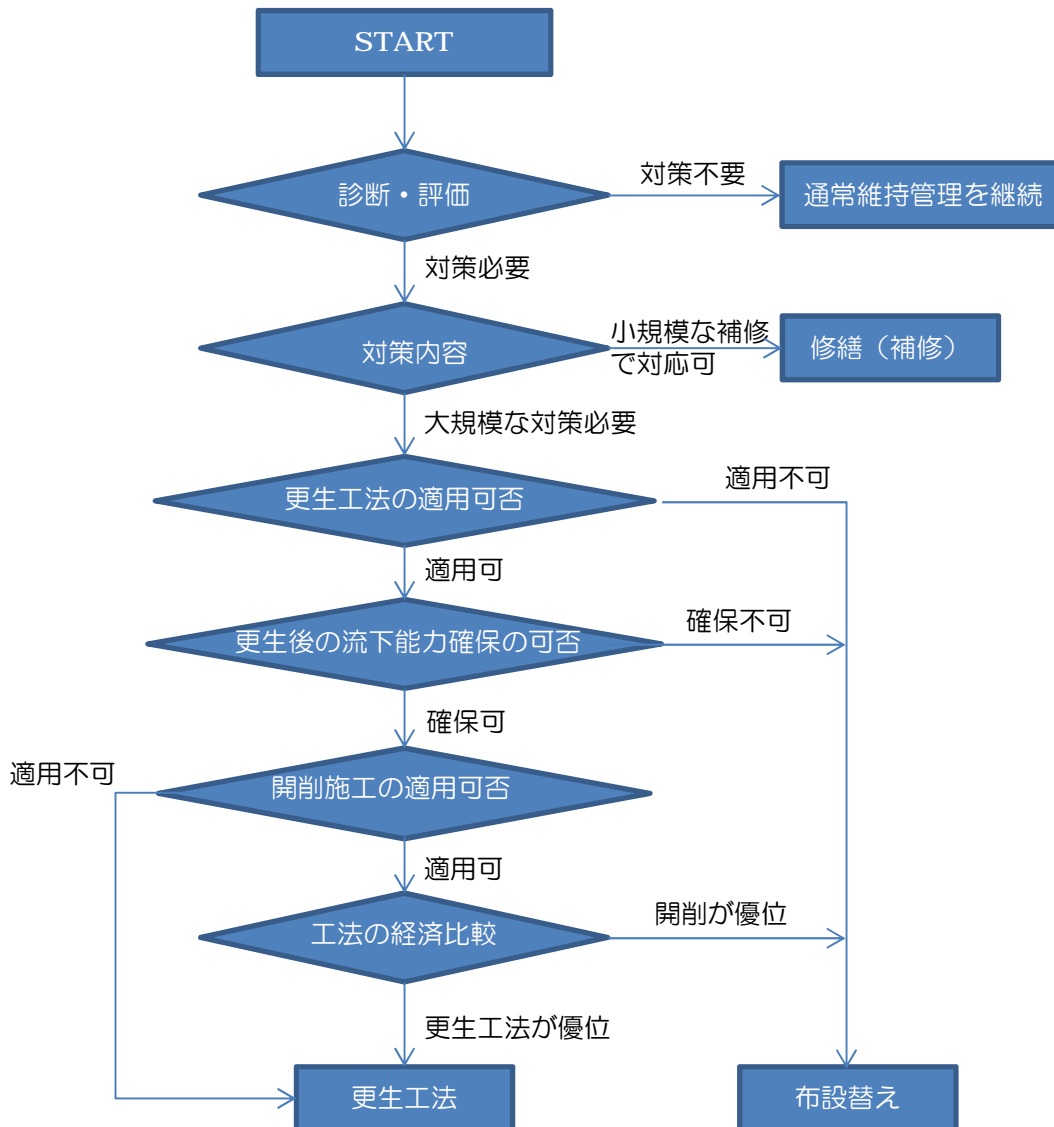 START
診断・評価
対策不要
通常維持管理を継続
対策必要
対策内容
小規模な補修
で対応可
修繕（補修）
大規模な対策必要
更生工法の適用可否
適用不可
適用可
更生後の流下能力確保の可否
確保不可
確保可
適用不可
開削施工の適用可否
適用可
工法の経済比較
開削が優位
更生工法が優位
更生工法
布設替え